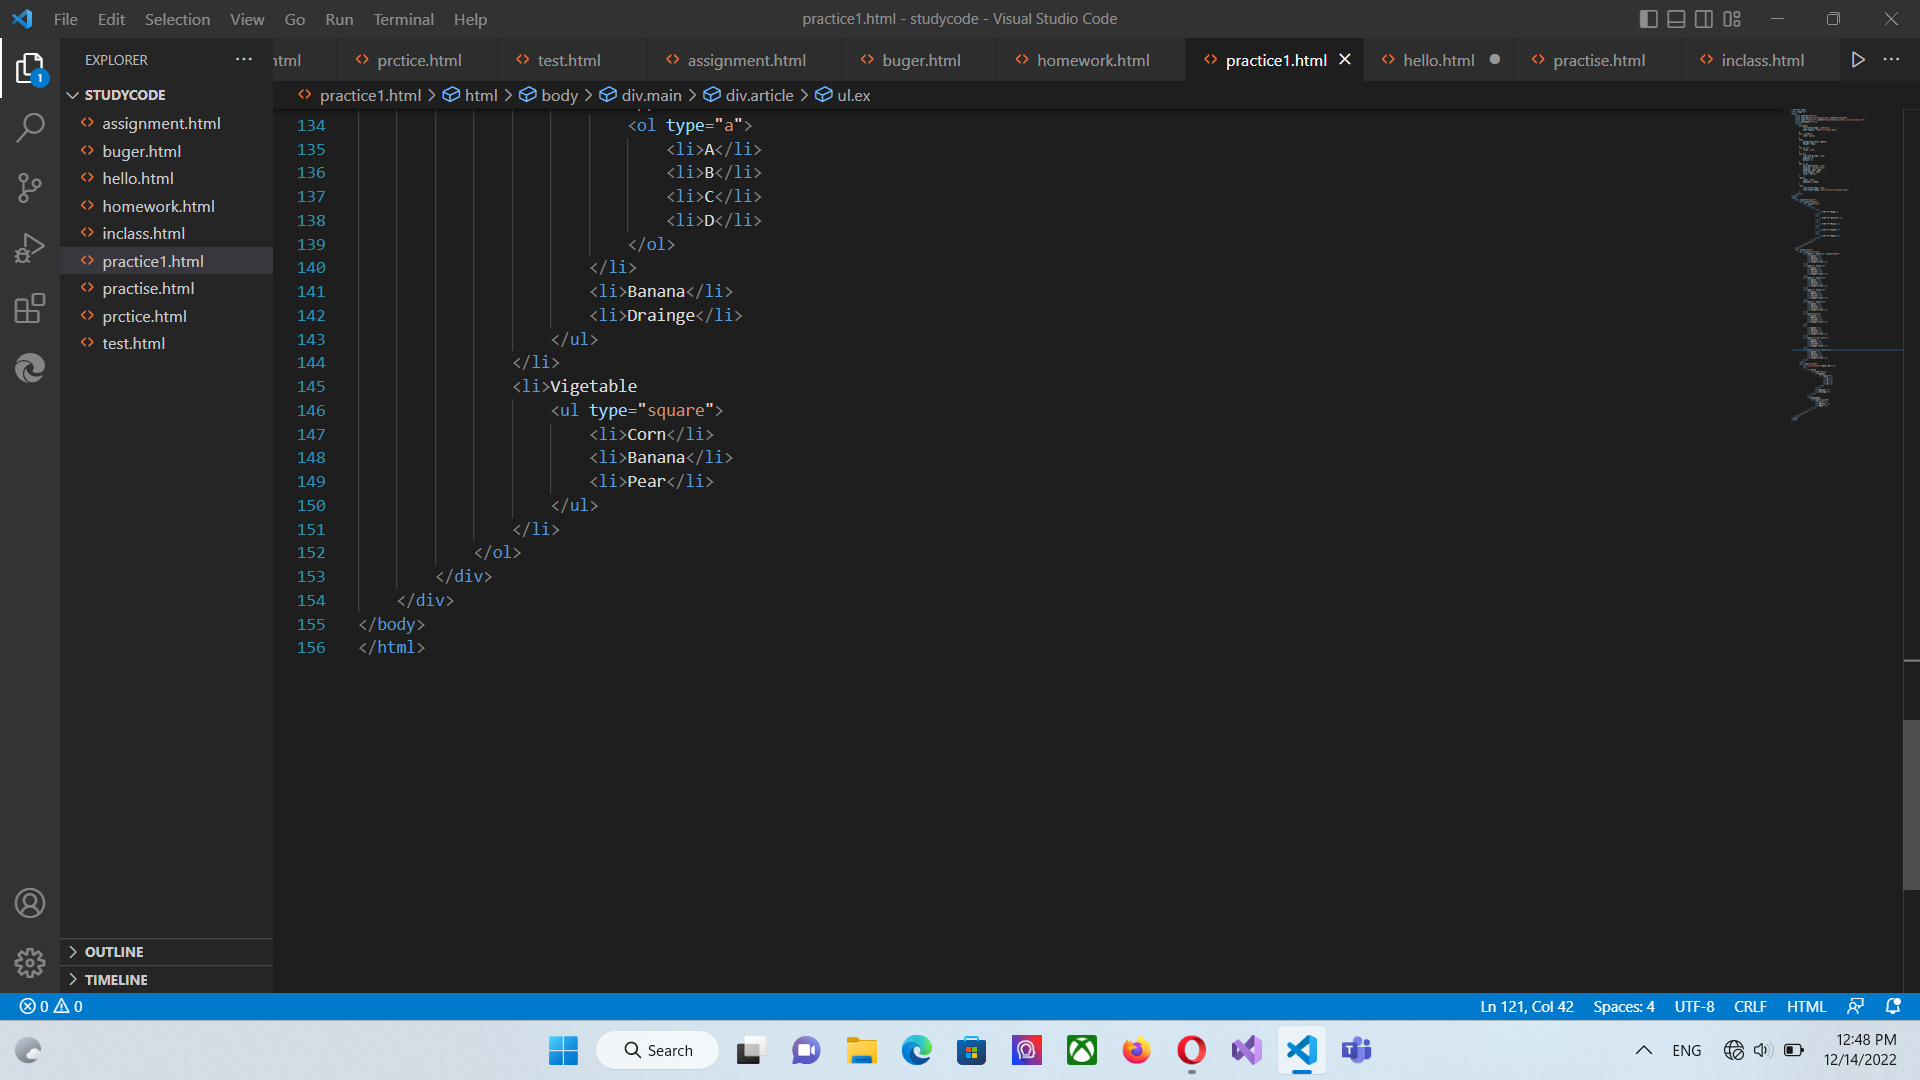 File Edit Selection View Go Run Terminal Help
practice1.html - studycode - Visual Studio Code
EXPLORER
ntml prctice.html test.html assignment.html buger.html homework.html practice1.html hello.html practise.html inclass.html
STUDYCODE
practice1.html > html > body > div.main > div.article > ul.ex
assignment.html
buger.html
hello.html
homework.html
inclass.html
practice1.html
practise.html
prctice.html
test.html
134 <ol type="a">
135 <li>A</li>
136 <li>B</li>
137 <li>C</li>
138 <li>D</li>
139 </ol>
140 </li>
141 <li>Banana</li>
142 <li>Drainge</li>
143 </ul>
144 </li>
145 <li>Vigetable
146 <ul type="square">
147 <li>Corn</li>
148 <li>Banana</li>
149 <li>Pear</li>
150 </ul>
151 </li>
152 </ol>
153 </div>
154 </div>
155 </body>
156 </html>
1
OUTLINE
TIMELINE
0 0
Ln 121, Col 42 Spaces: 4 UTF-8 CRLF HTML
Search
ENG
12:48 PM
12/14/2022